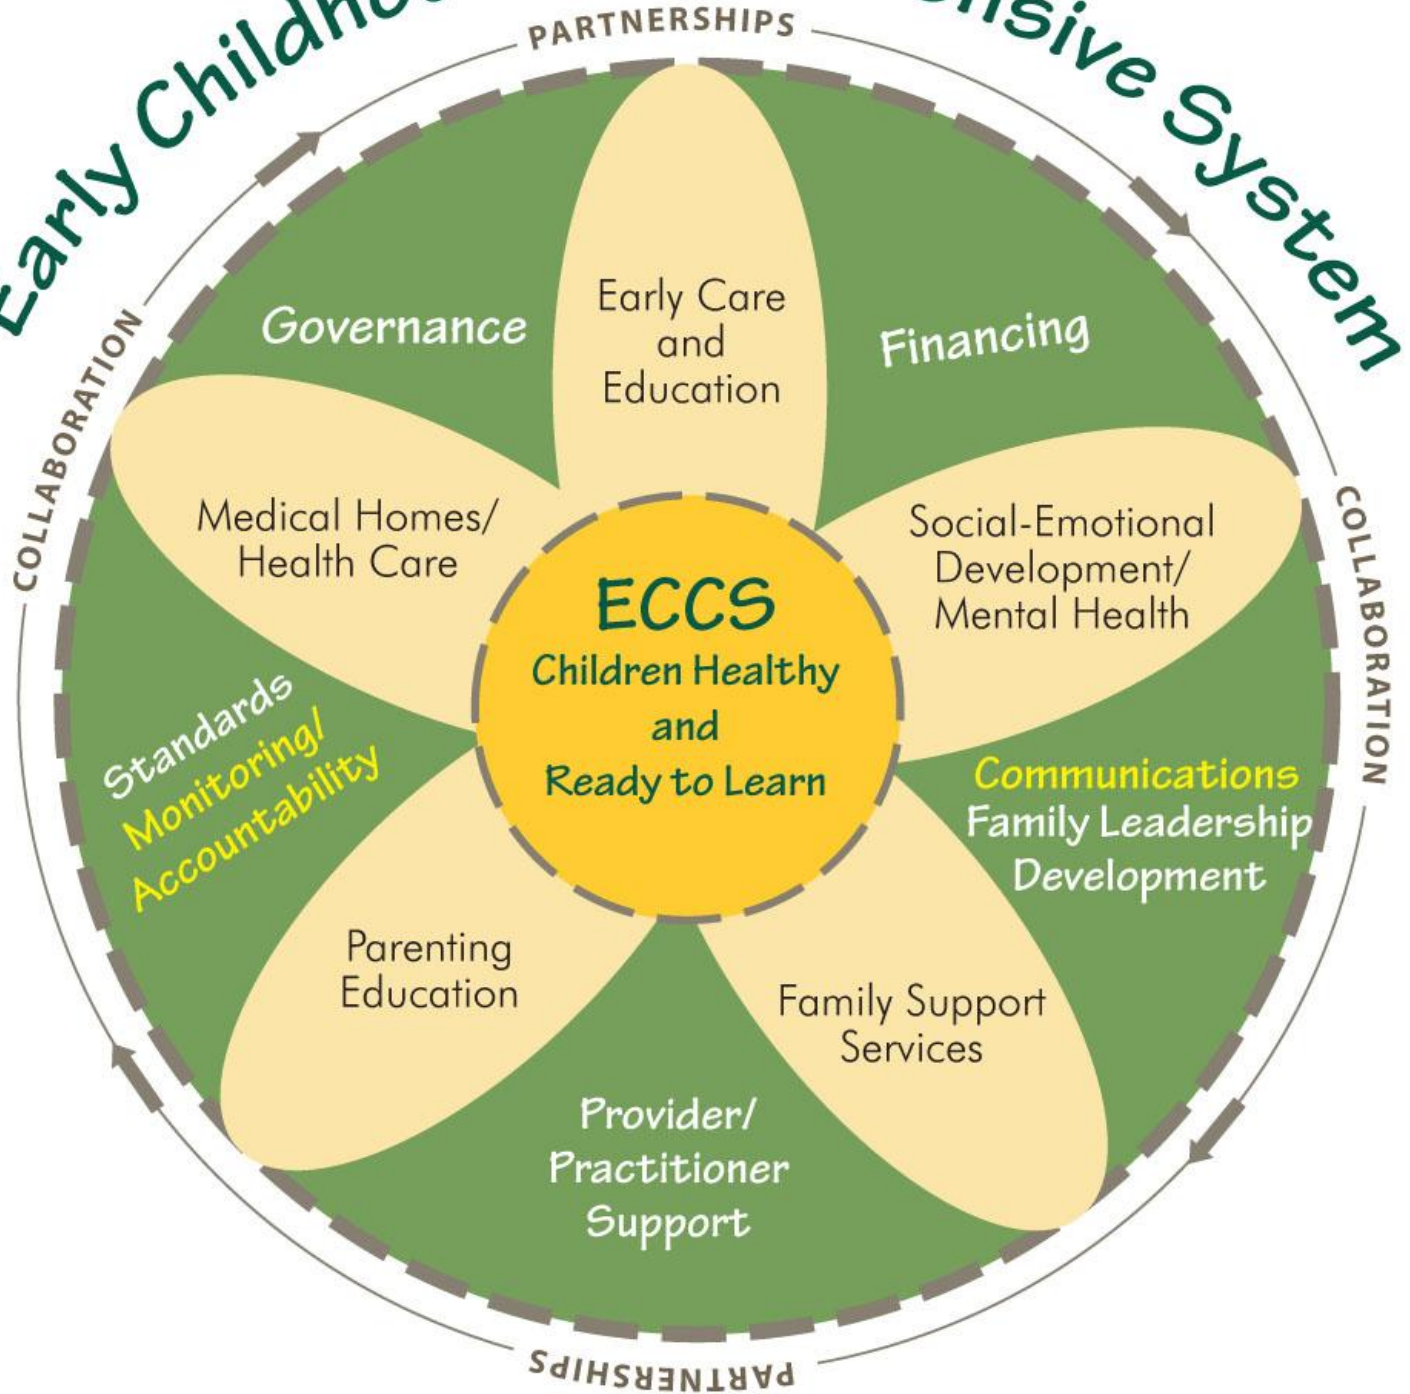 Early
System
PARTNERSHIPS
COLLABORATION
COLLABORATION
Governance
Early Care
and
Education
Financing
Medical Homes/
Health Care
Social-Emotional
Development/
Mental Health
ECCS
Children Healthy
and
Ready to Learn
Standards
Monitoring/
Accountability
Communications
Family Leadership
Development
Parenting
Education
Family Support
Services
Provider/
Practitioner
Support
PARTNERSHIPS